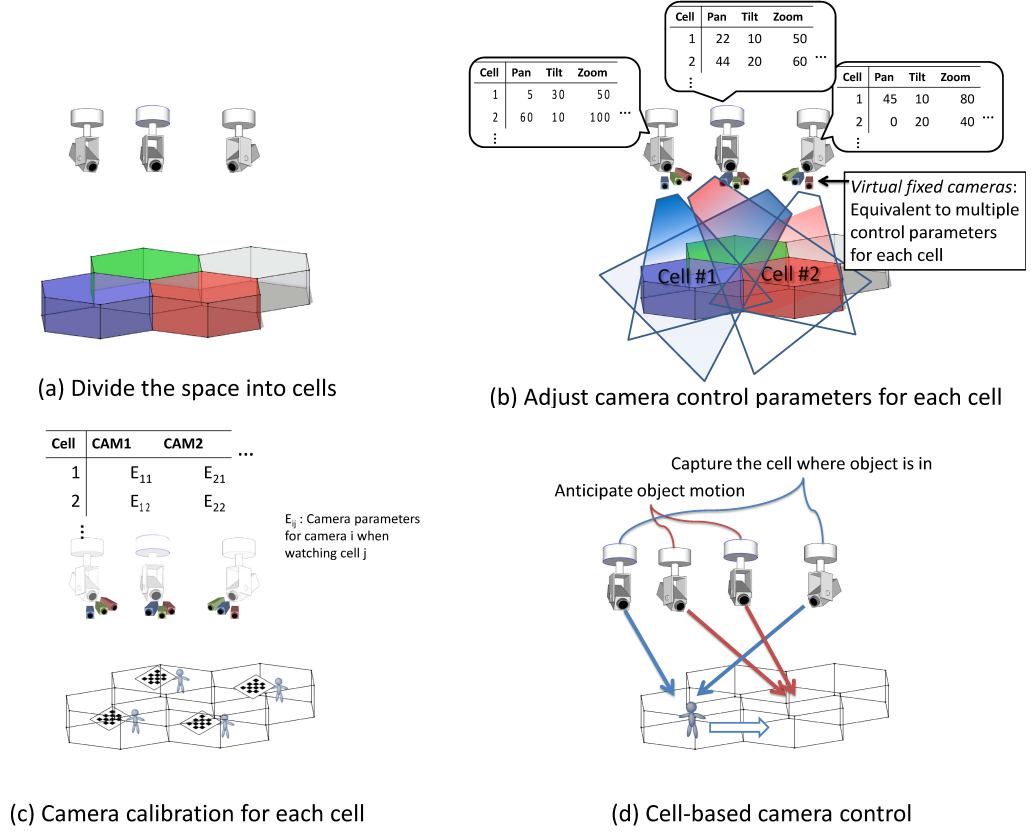 (a) Divide the space into cells
Cell Pan Tilt Zoom
1 5 30 50
2 60 10 100 ...
⋮
Cell Pan Tilt Zoom
1 22 10 50
2 44 20 60 ...
⋮
Cell Pan Tilt Zoom
1 45 10 80
2 0 20 40 ...
⋮
Virtual fixed cameras:
Equivalent to multiple
control parameters
for each cell
Cell #1
Cell #2
(b) Adjust camera control parameters for each cell
Cell CAM1 CAM2 ...
1 E11 E21
2 E12 E22
⋮
Eij : Camera parameters
for camera i when
watching cell j
(c) Camera calibration for each cell
Capture the cell where object is in
Anticipate object motion
(d) Cell-based camera control